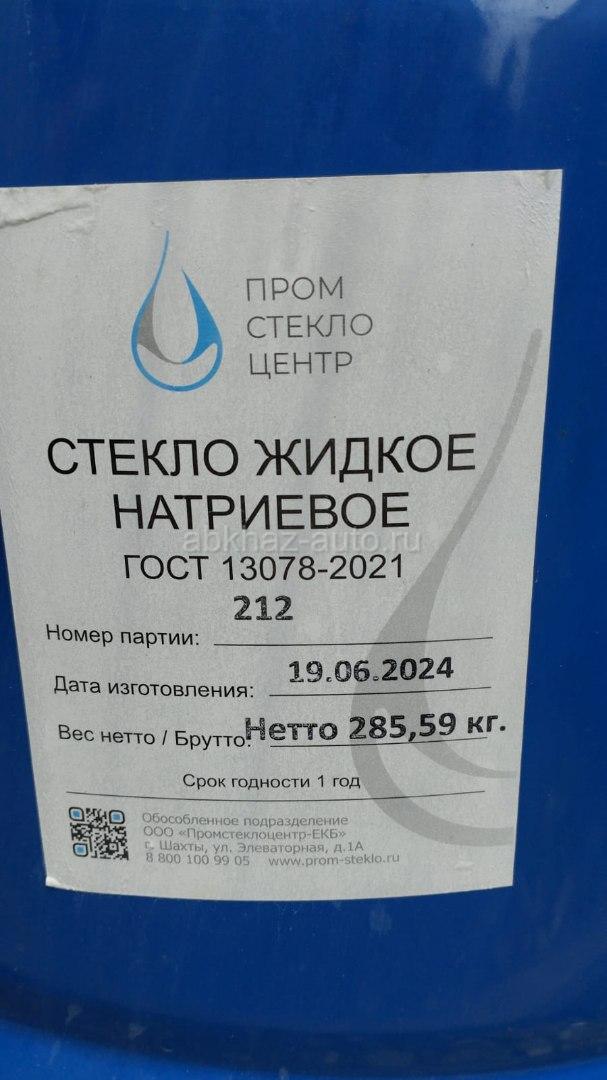 ПРОМ
СТЕКЛО
ЦЕНТР
СТЕКЛО ЖИДКОЕ
НАТРИЕВОЕ
abkhaz-auto.ru
ГОСТ 13078-2021
Номер партии: 212
Дата изготовления: 19.06.2024
Вес нетто / Брутто: Нетто 285,59 кг.
Срок годности 1 год
Обособленное подразделение
ООО «Промстеклоцентр-ЕКБ»
г. Шахты, ул. Элеваторная, д.1А
8 800 100 99 05 www.prom-steklo.ru